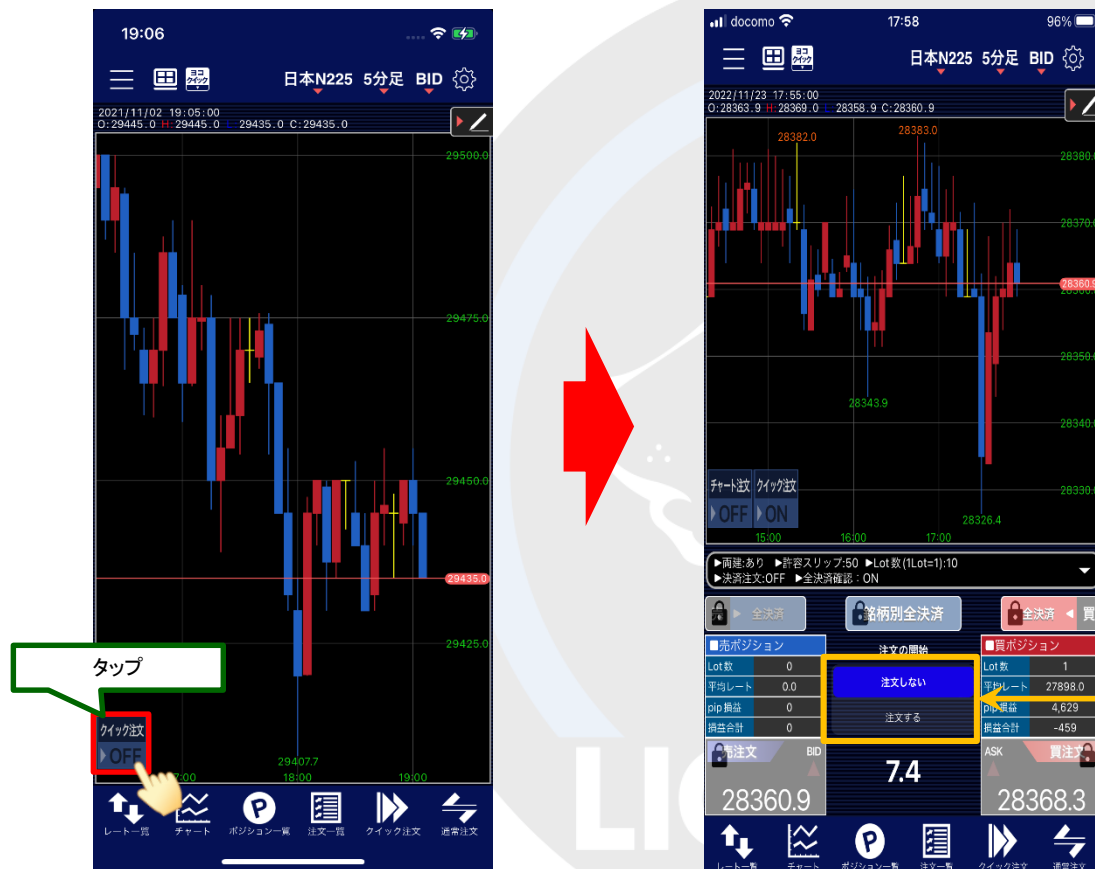 19:06
日本N225 5分足 BID
2021/11/02 19:05:00
O:29445.0 H:29445.0 L: 29435.0 C:29435.0
29500.0
29475.0
29450.0
29435.0
29425.0
タップ
クイック注文
OFF
29407.7
17:00 18:00 19:00
レート一覧 チャート ポジション一覧 注文一覧 クイック注文 通常注文
docomo 17:58 96%
日本N225 5分足 BID
2022/11/23 17:55:00
O:28363.9 H:28369.0 28358.9 C:28360.9
28382.0 28383.0
28380.0
28370.0
28360.9
28350.0
28343.9
28340.0
28330.0
28326.4
チャート注文 クイック注文
OFF ON
15:00 16:00 17:00
▶両建:あり ▶許容スリップ:50 ▶Lot数(1Lot=1):10
▶決済注文:OFF ▶全決済確認:ON
全決済 銘柄別全決済 全決済 買
■売ポジション 注文の開始 ■買ポジション
Lot数 0 注文しない Lot数 1
平均レート 0.0 平均レート 27898.0
pip損益 0 注文する pip損益 4,629
損益合計 0 損益合計 -459
売注文 BID 7.4 ASK 買注文
28360.9 28368.3
レート一覧 チャート ポジション一覧 注文一覧 クイック注文 通常注文